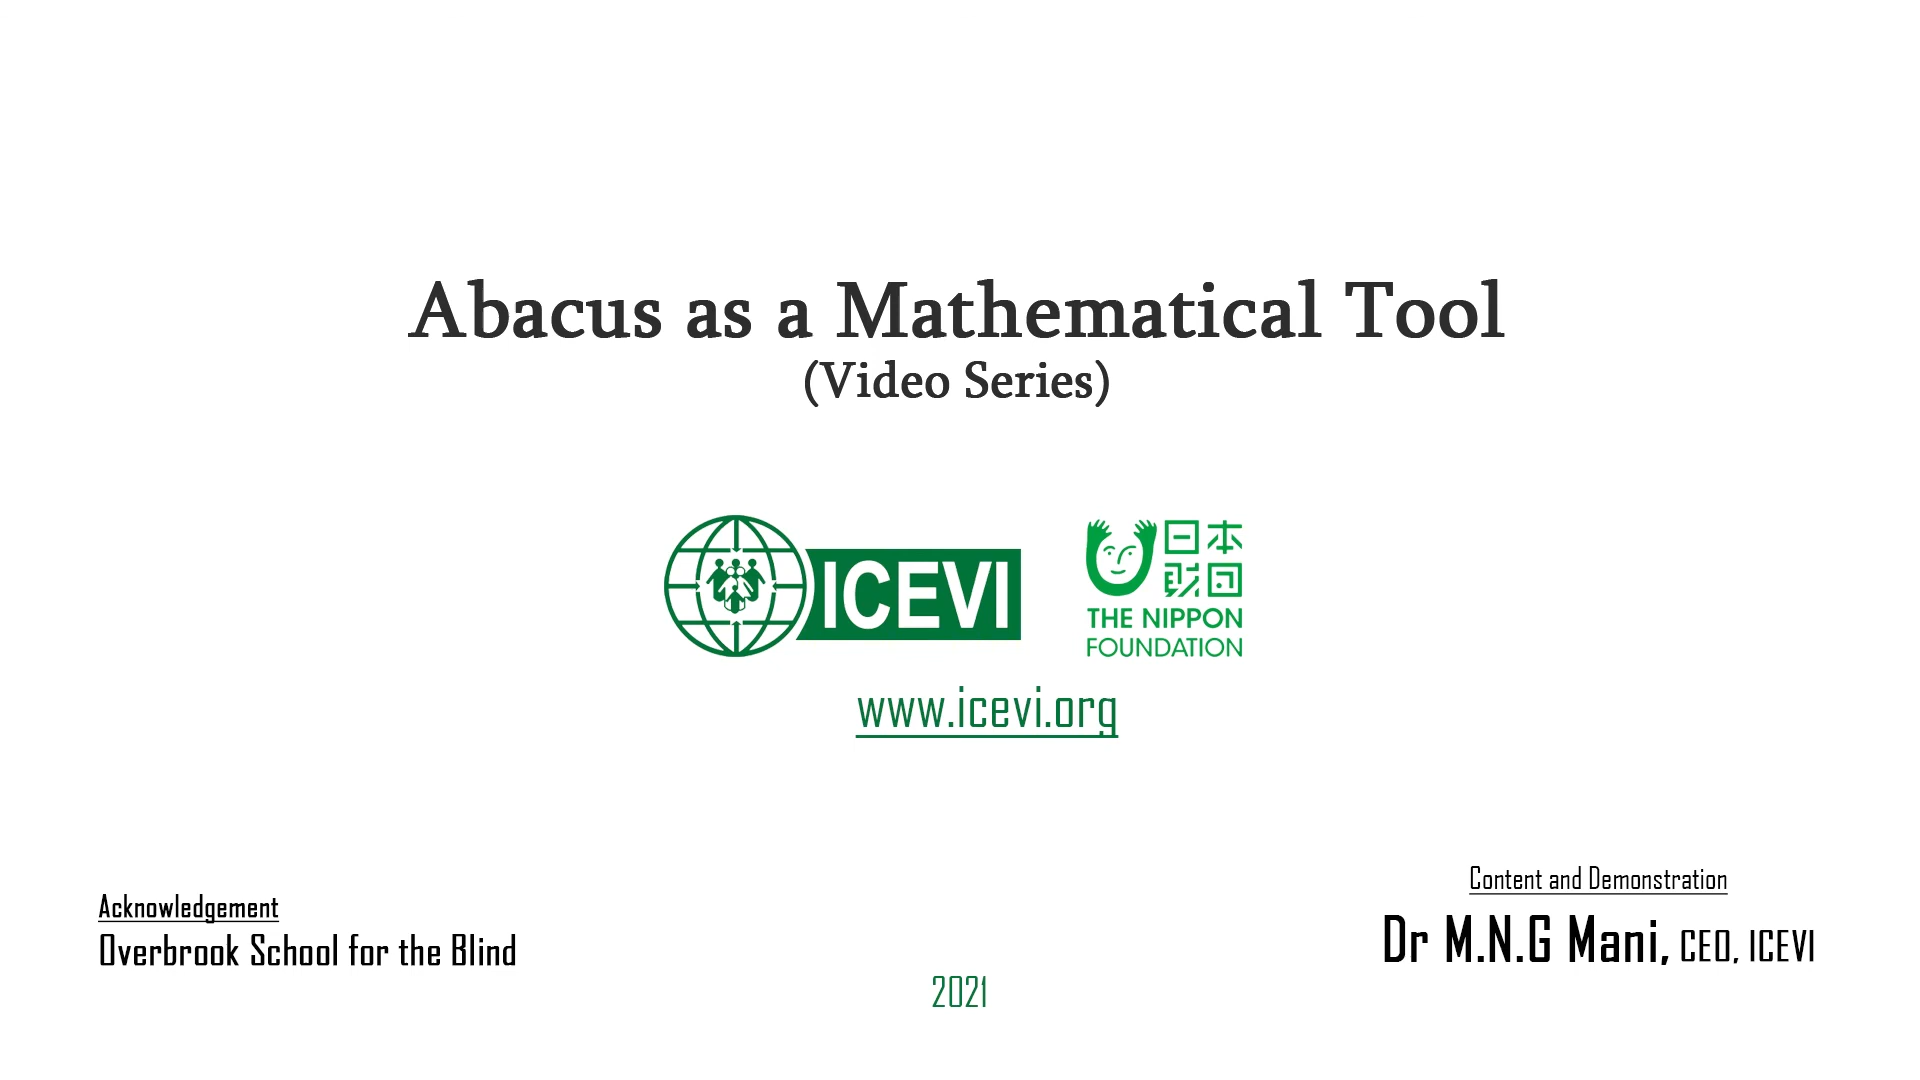 Abacus as a Mathematical Tool
(Video Series)
ICEVI
日本
財団
THE NIPPON
FOUNDATION
www.icevi.org
Acknowledgement
Overbrook School for the Blind
Content and Demonstration
Dr M.N.G Mani, CEO, ICEVI
2021